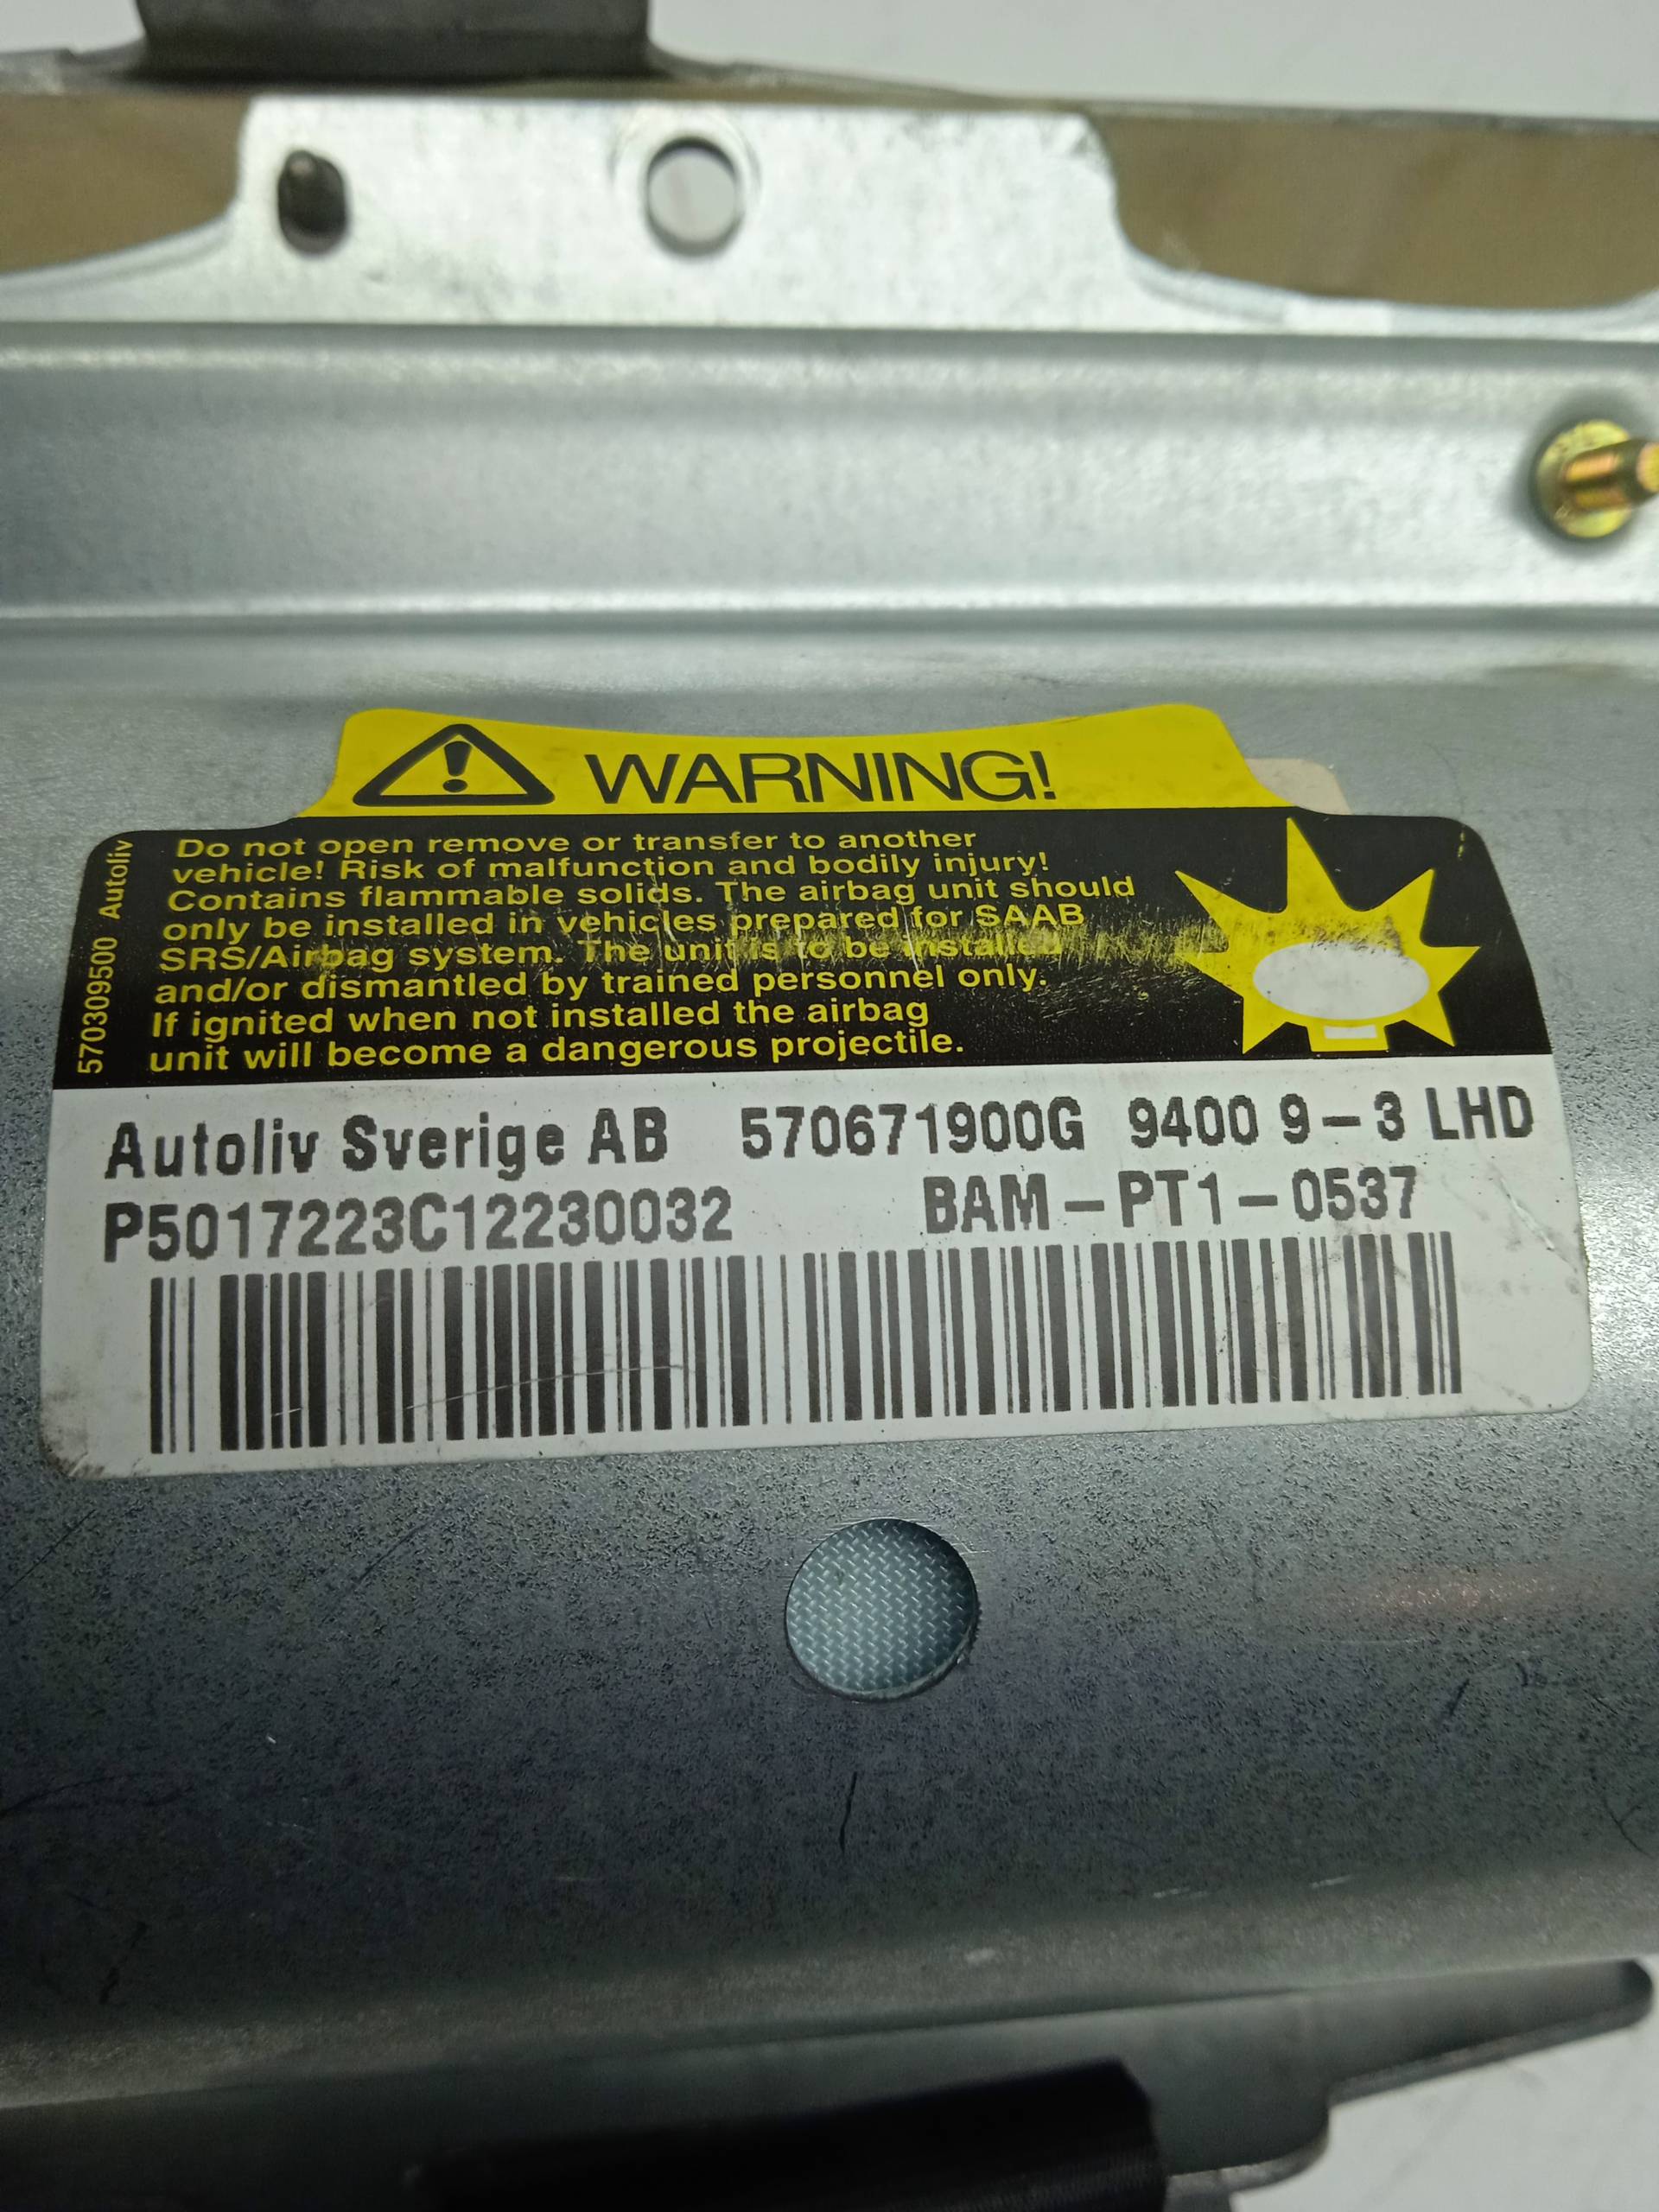 WARNING!
Do not open remove or transfer to another
vehicle! Risk of malfunction and bodily injury!
Contains flammable solids. The airbag unit should
only be installed in vehicles prepared for SAAB
SRS/Airbag system. The unit is to be installed
and/or dismantled by trained personnel only.
If ignited when not installed the airbag
unit will become a dangerous projectile.
570309500 Autoliv
Autoliv Sverige AB 570671900G 9400 9-3 LHD
P5017223C12230032 BAM-PT1-0537